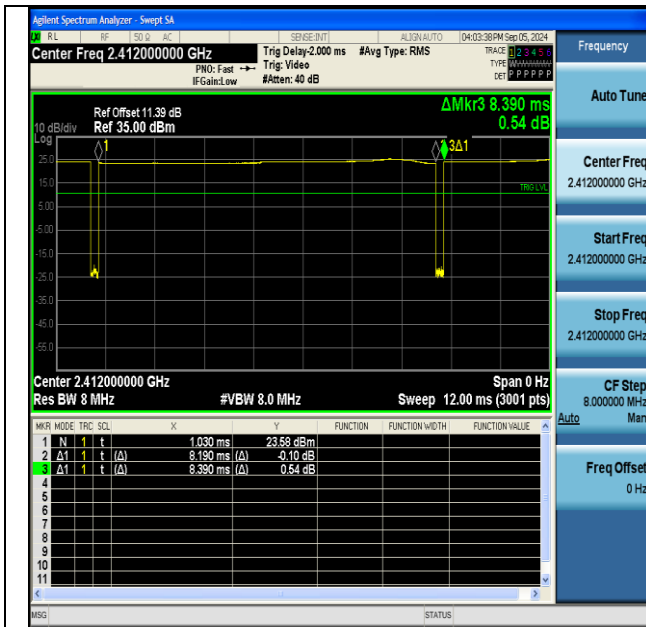 Agilent Spectrum Analyzer - Swept SA
RL RF 50 Ω AC SENSE:INT ALIGNAUTO 04:03:38PM Sep 05, 2024
Center Freq 2.412000000 GHz Trig Delay-2.000 ms #Avg Type: RMS TRACE 1 2 3 4 5 6 Frequency
PNO: Fast Trig: Video TYPE
IFGain:Low #Atten: 40 dB DET P P P P P P
Auto Tune
ΔMkr3 8.390 ms
Ref Offset 11.39 dB 0.54 dB
10 dB/div Ref 35.00 dBm
Log
1 3Δ1
25.0
Center Freq
2.412000000 GHz
15.0
TRIG LVL
5.00
-5.00
Start Freq
2.412000000 GHz
-15.0
-25.0
-35.0
Stop Freq
2.412000000 GHz
-45.0
-55.0
Center 2.412000000 GHz Span 0 Hz
Res BW 8 MHz #VBW 8.0 MHz Sweep 12.00 ms (3001 pts)
CF Step
8.000000 MHz
Auto Man
MKR MODE TRC SCL X Y FUNCTION FUNCTION WIDTH FUNCTION VALUE
1 N 1 t 1.030 ms 23.58 dBm
2 Δ1 1 t (Δ) 8.190 ms (Δ) -0.10 dB
3 Δ1 1 t (Δ) 8.390 ms (Δ) 0.54 dB
4
5
6
7
8
9
10
11
Freq Offset
0 Hz
MSG STATUS